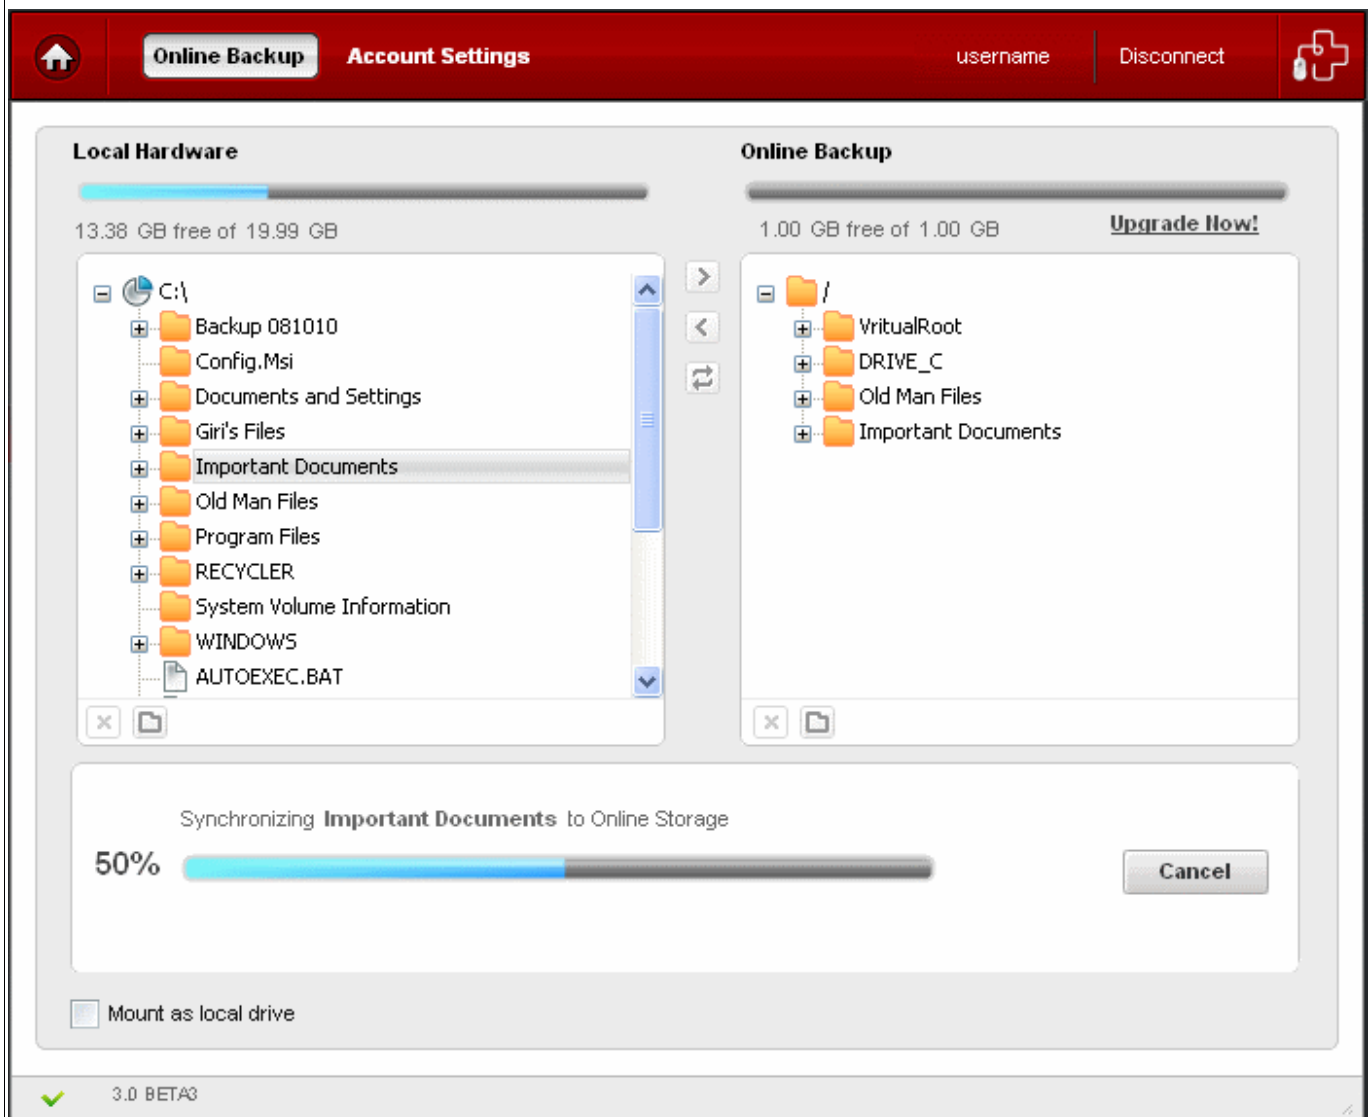 Online Backup Account Settings username Disconnect
Local Hardware
13.38 GB free of 19.99 GB
C:\
Backup 081010
Config.Msi
Documents and Settings
Giri's Files
Important Documents
Old Man Files
Program Files
RECYCLER
System Volume Information
WINDOWS
AUTOEXEC.BAT
Online Backup
1.00 GB free of 1.00 GB Upgrade Now!
/
VritualRoot
DRIVE_C
Old Man Files
Important Documents
Synchronizing Important Documents to Online Storage
50%
Cancel
Mount as local drive
3.0 BETA3